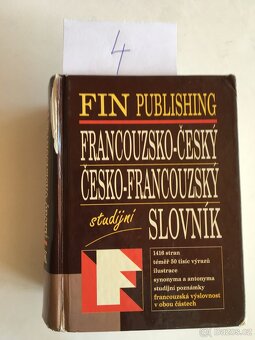 4
FIN PUBLISHING
FRANCOUZSKO-ČESKÝ
ČESKO-FRANCOUZSKÝ
studijní
SLOVNÍK
1416 stran
téměř 50 tisíc výrazů
ilustrace
synonyma a antonyma
studijní poznámky
francouzská výslovnost
v obou částech